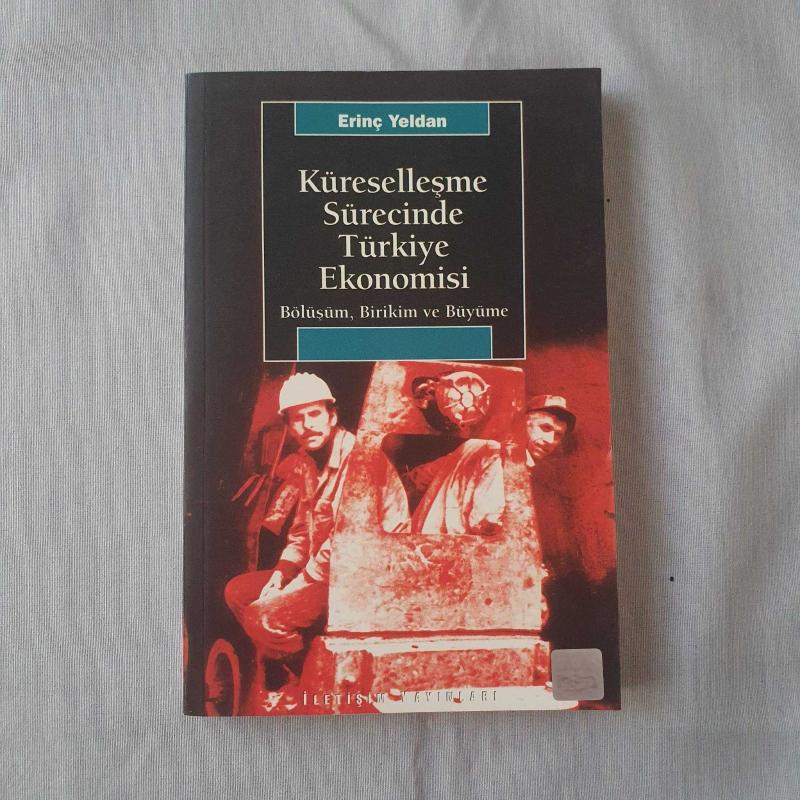 Erinç Yeldan
Küreselleşme
Sürecinde
Türkiye
Ekonomisi
Bölüşüm, Birikim ve Büyüme
İLETİŞİM YAYINLARI